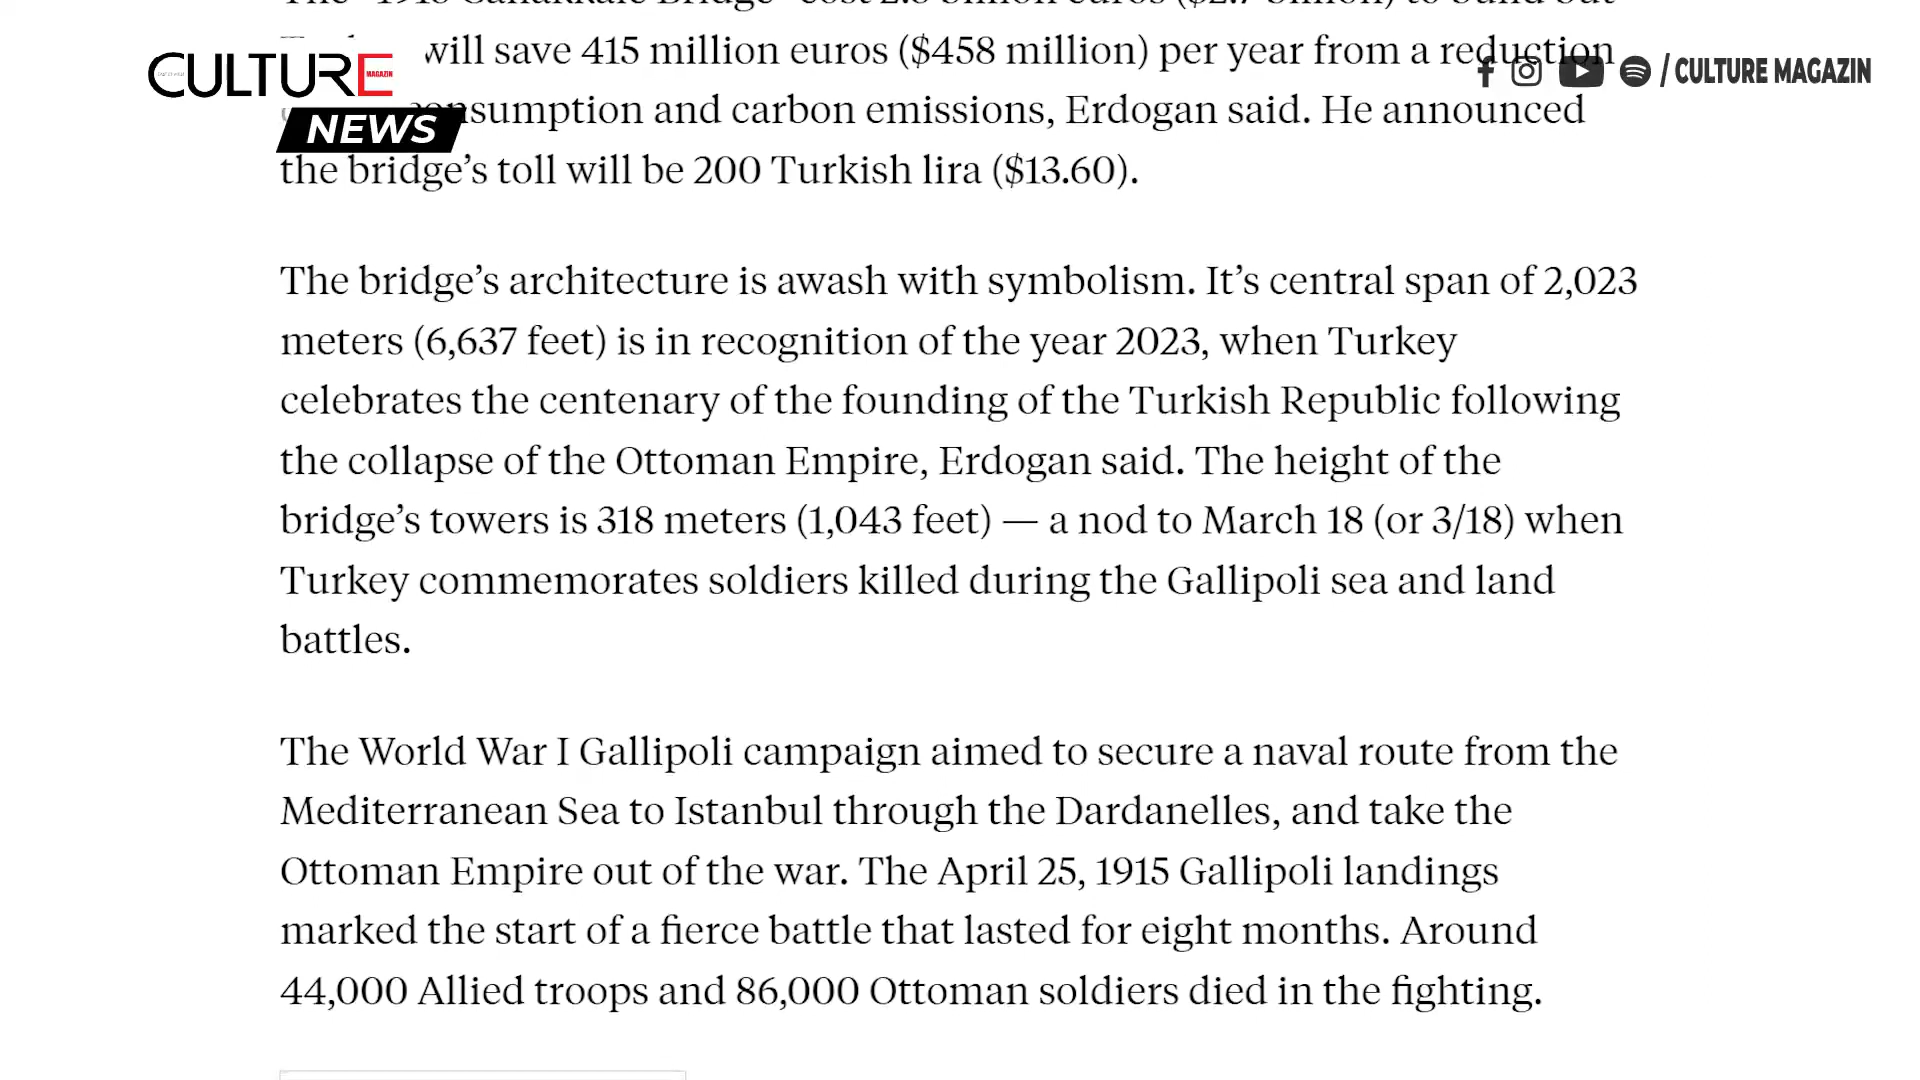 will save 415 million euros ($458 million) per year from a reduction
CULTURE
MAGAZIN
/ CULTURE MAGAZIN
consumption and carbon emissions, Erdogan said. He announced
NEWS
the bridge’s toll will be 200 Turkish lira ($13.60).
The bridge’s architecture is awash with symbolism. It’s central span of 2,023
meters (6,637 feet) is in recognition of the year 2023, when Turkey
celebrates the centenary of the founding of the Turkish Republic following
the collapse of the Ottoman Empire, Erdogan said. The height of the
bridge’s towers is 318 meters (1,043 feet) — a nod to March 18 (or 3/18) when
Turkey commemorates soldiers killed during the Gallipoli sea and land
battles.
The World War I Gallipoli campaign aimed to secure a naval route from the
Mediterranean Sea to Istanbul through the Dardanelles, and take the
Ottoman Empire out of the war. The April 25, 1915 Gallipoli landings
marked the start of a fierce battle that lasted for eight months. Around
44,000 Allied troops and 86,000 Ottoman soldiers died in the fighting.